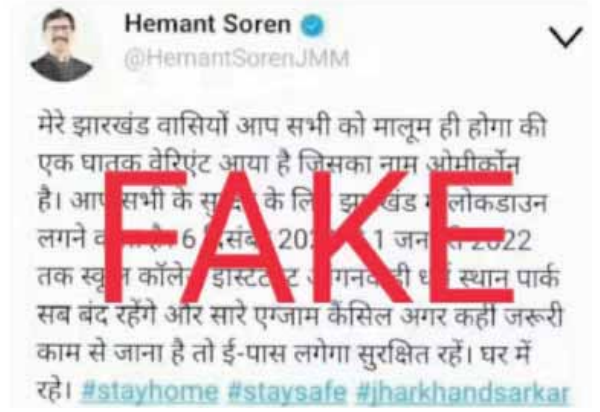 Hemant Soren
@HemantSorenJMM
मेरे झारखंड वासियों आप सभी को मालूम ही होगा की
एक घातक वेरिएंट आया है जिसका नाम ओमीक्रोन
है। आप सभी के के झारखंड लोकडाउन
लगने 6 2022
तक स्कूल कॉलेज स्थान पार्क
सब बंद रहेंगे और सारे एग्जाम कैंसिल अगर कही जरूरी
काम से जाना है तो ई-पास लगेगा सुरक्षित रहें। घर में
रहे। #stayhome #staysafe #jharkhandsarkar
FAKE